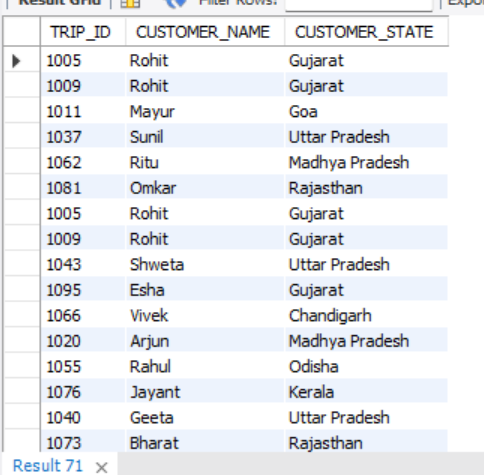 Result Grid Filter Rows: Expor
TRIP_ID CUSTOMER_NAME CUSTOMER_STATE
1005 Rohit Gujarat
1009 Rohit Gujarat
1011 Mayur Goa
1037 Sunil Uttar Pradesh
1062 Ritu Madhya Pradesh
1081 Omkar Rajasthan
1005 Rohit Gujarat
1009 Rohit Gujarat
1043 Shweta Uttar Pradesh
1095 Esha Gujarat
1066 Vivek Chandigarh
1020 Arjun Madhya Pradesh
1055 Rahul Odisha
1076 Jayant Kerala
1040 Geeta Uttar Pradesh
1073 Bharat Rajasthan
Result 71